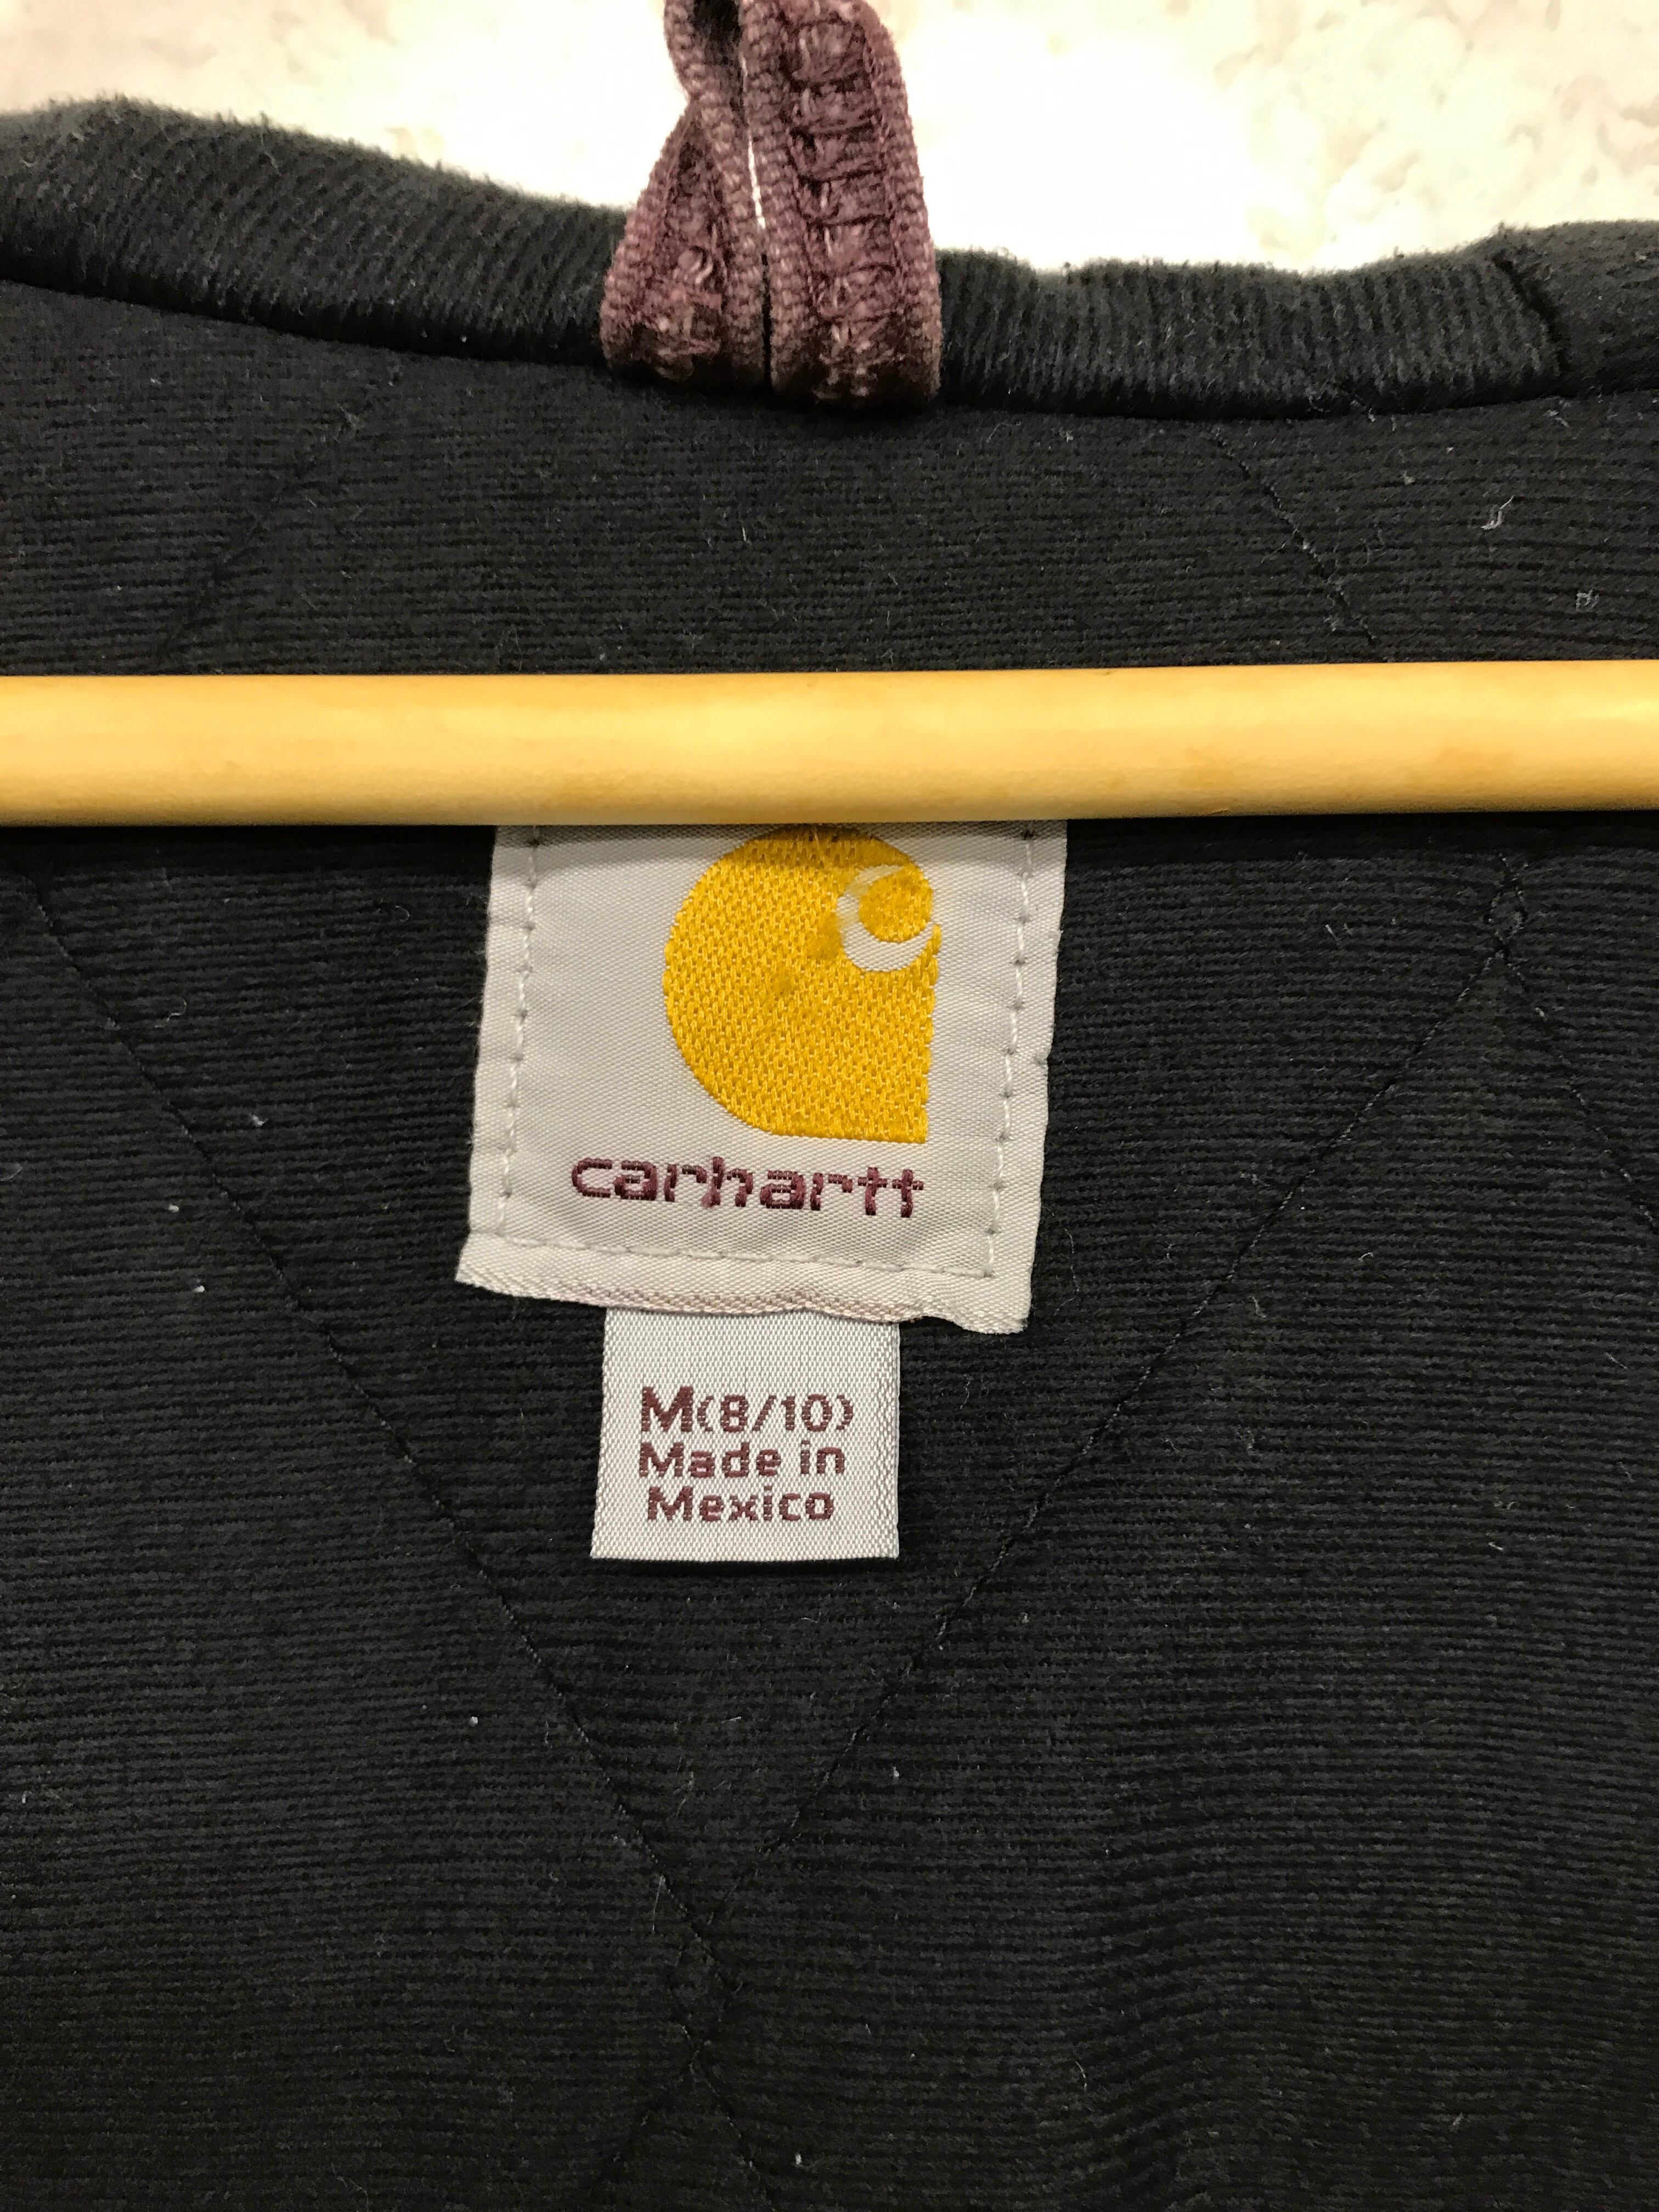 carhartt
M(8/10)
Made in
Mexico